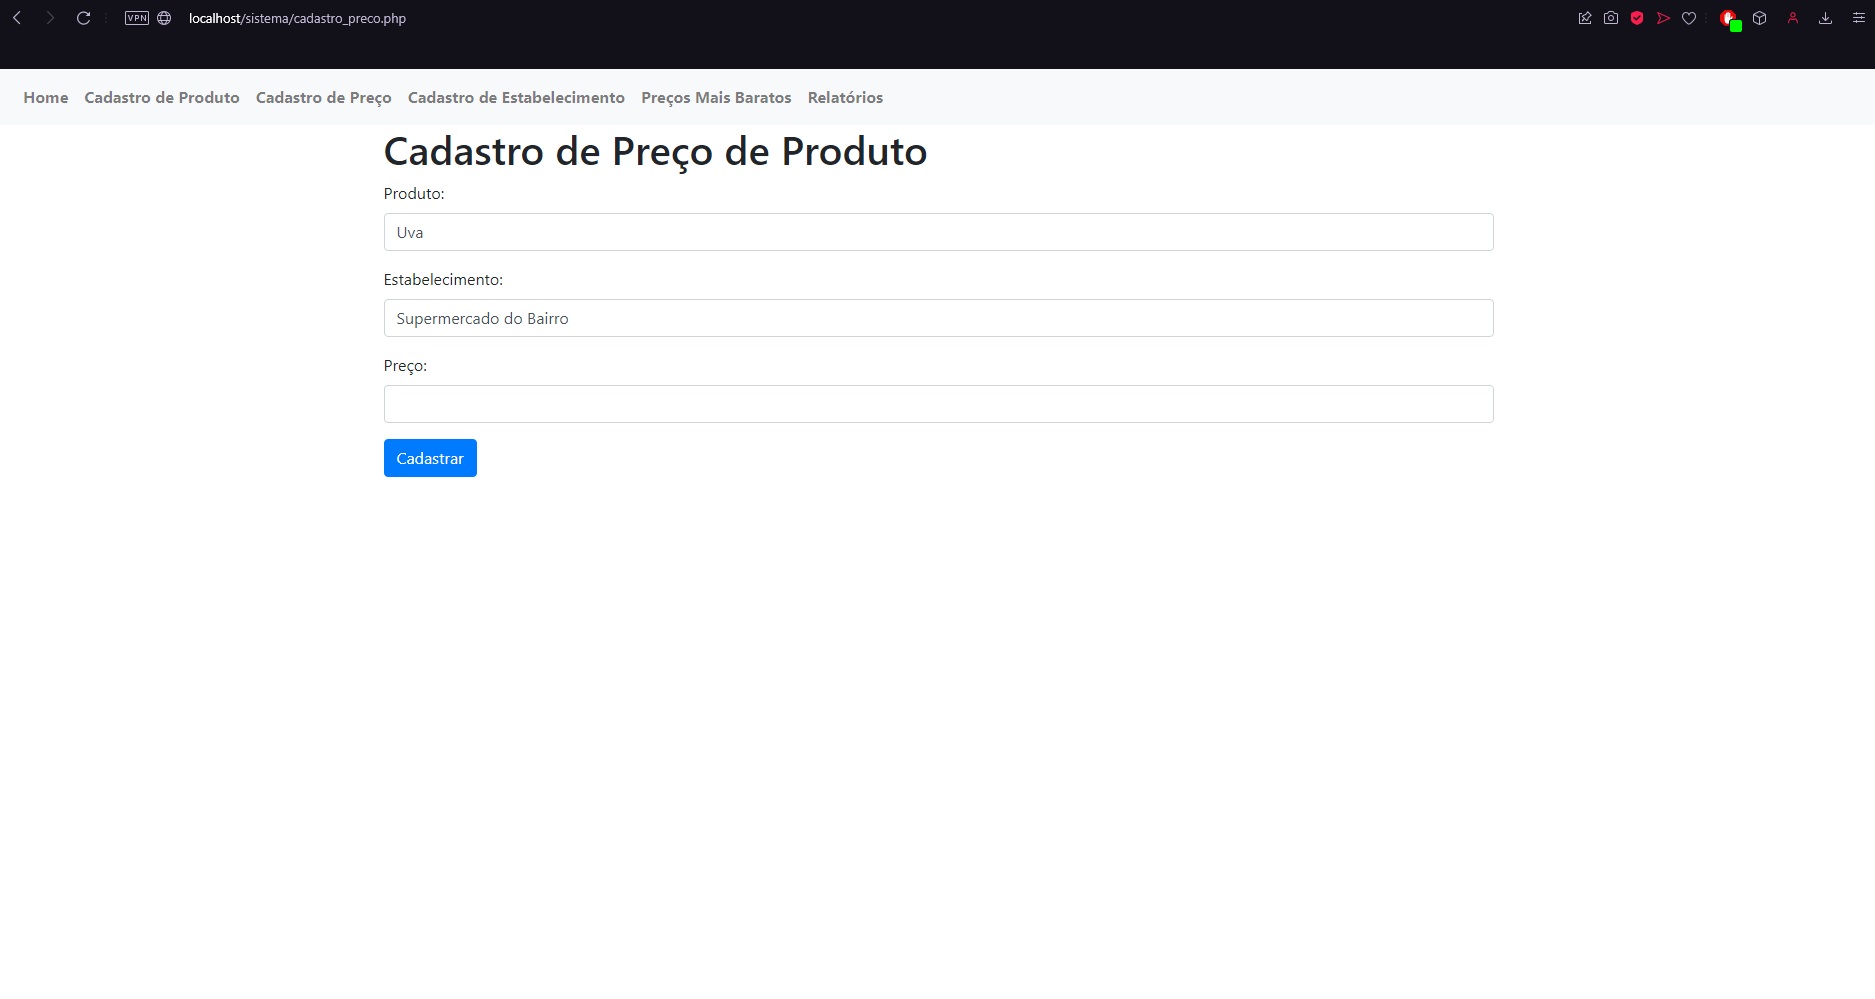 VPN localhost/sistema/cadastro_preco.php
Home Cadastro de Produto Cadastro de Preço Cadastro de Estabelecimento Preços Mais Baratos Relatórios
Cadastro de Preço de Produto
Produto:
Uva
Estabelecimento:
Supermercado do Bairro
Preço:
Cadastrar